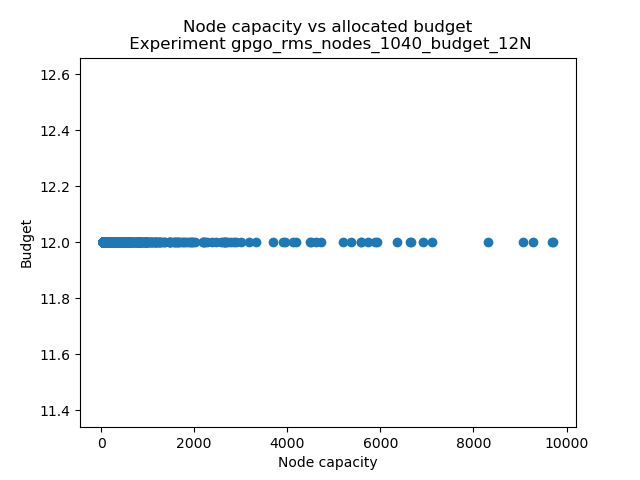 Node capacity vs allocated budget
Experiment gpgo_rms_nodes_1040_budget_12N
12.6
12.4
12.2
12.0
11.8
11.6
11.4
Budget
0 2000 4000 6000 8000 10000
Node capacity